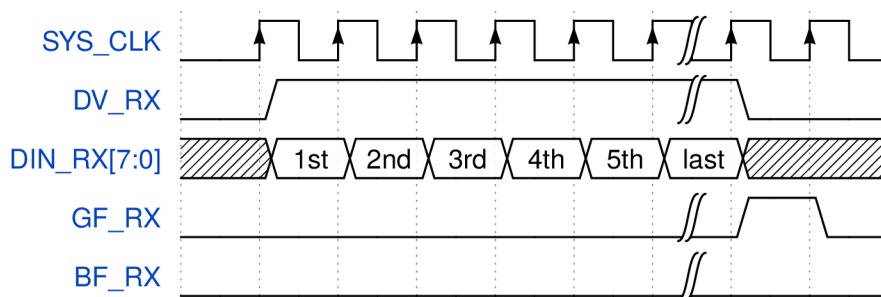 SYS_CLK
DV_RX
DIN_RX[7:0] 1st 2nd 3rd 4th 5th last
GF_RX
BF_RX